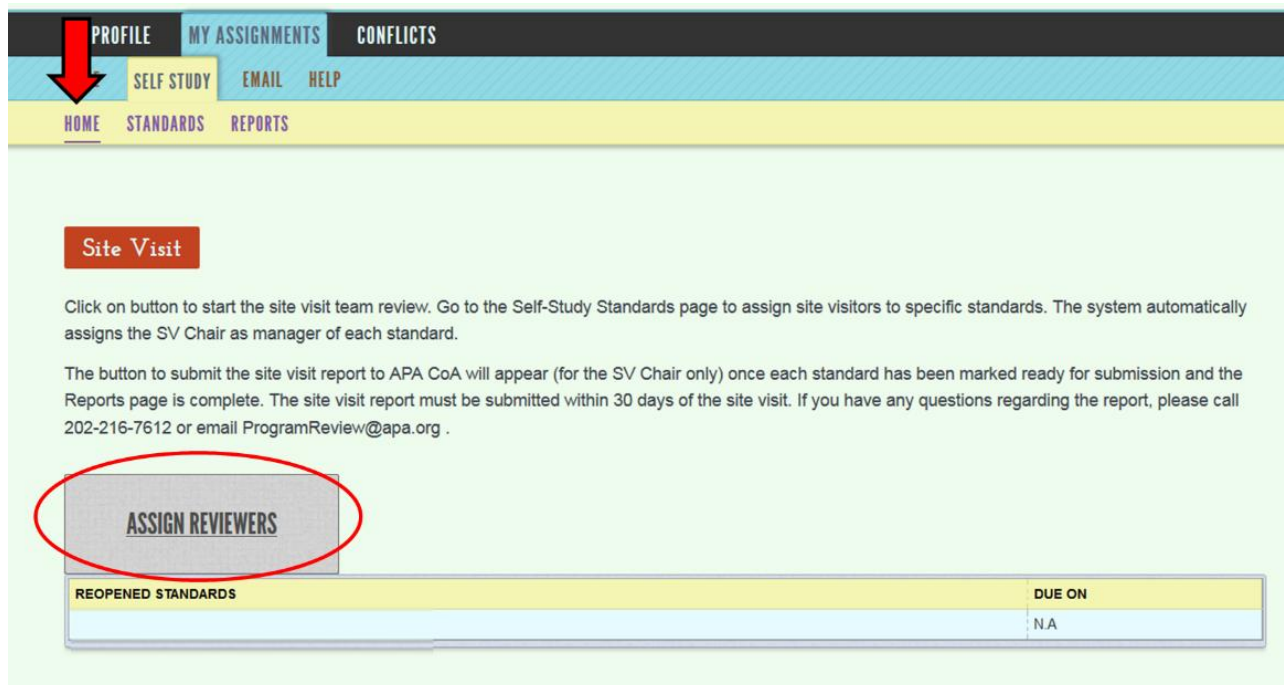 PROFILE MY ASSIGNMENTS CONFLICTS
SELF STUDY EMAIL HELP
HOME STANDARDS REPORTS
Site Visit
Click on button to start the site visit team review. Go to the Self-Study Standards page to assign site visitors to specific standards. The system automatically
assigns the SV Chair as manager of each standard.
The button to submit the site visit report to APA CoA will appear (for the SV Chair only) once each standard has been marked ready for submission and the
Reports page is complete. The site visit report must be submitted within 30 days of the site visit. If you have any questions regarding the report, please call
202-216-7612 or email ProgramReview@apa.org .
ASSIGN REVIEWERS
REOPENED STANDARDS DUE ON
N.A